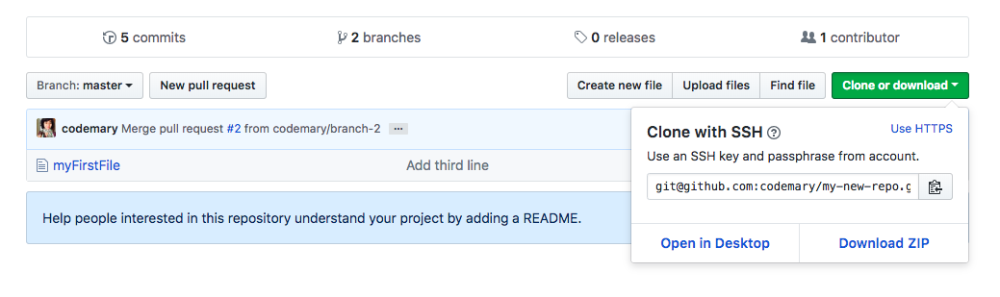 5 commits 2 branches 0 releases 1 contributor
Branch: master New pull request Create new file Upload files Find file Clone or download
codemary Merge pull request #2 from codemary/branch-2 ...
Clone with SSH ? Use HTTPS
Use an SSH key and passphrase from account.
myFirstFile Add third line
git@github.com:codemary/my-new-repo.g
Help people interested in this repository understand your project by adding a README.
Open in Desktop Download ZIP